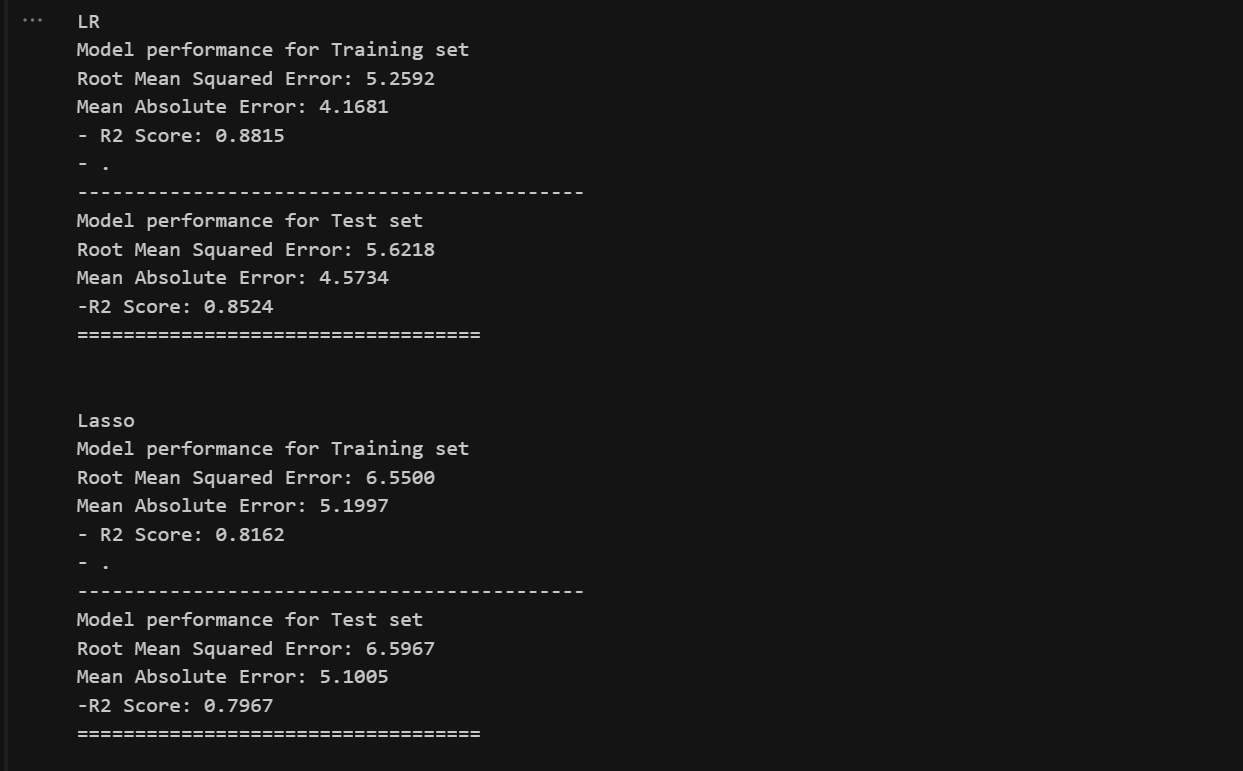 LR
Model performance for Training set
Root Mean Squared Error: 5.2592
Mean Absolute Error: 4.1681
- R2 Score: 0.8815
- .
--------------------------------------------
Model performance for Test set
Root Mean Squared Error: 5.6218
Mean Absolute Error: 4.5734
-R2 Score: 0.8524
===================================
Lasso
Model performance for Training set
Root Mean Squared Error: 6.5500
Mean Absolute Error: 5.1997
- R2 Score: 0.8162
- .
--------------------------------------------
Model performance for Test set
Root Mean Squared Error: 6.5967
Mean Absolute Error: 5.1005
-R2 Score: 0.7967
===================================